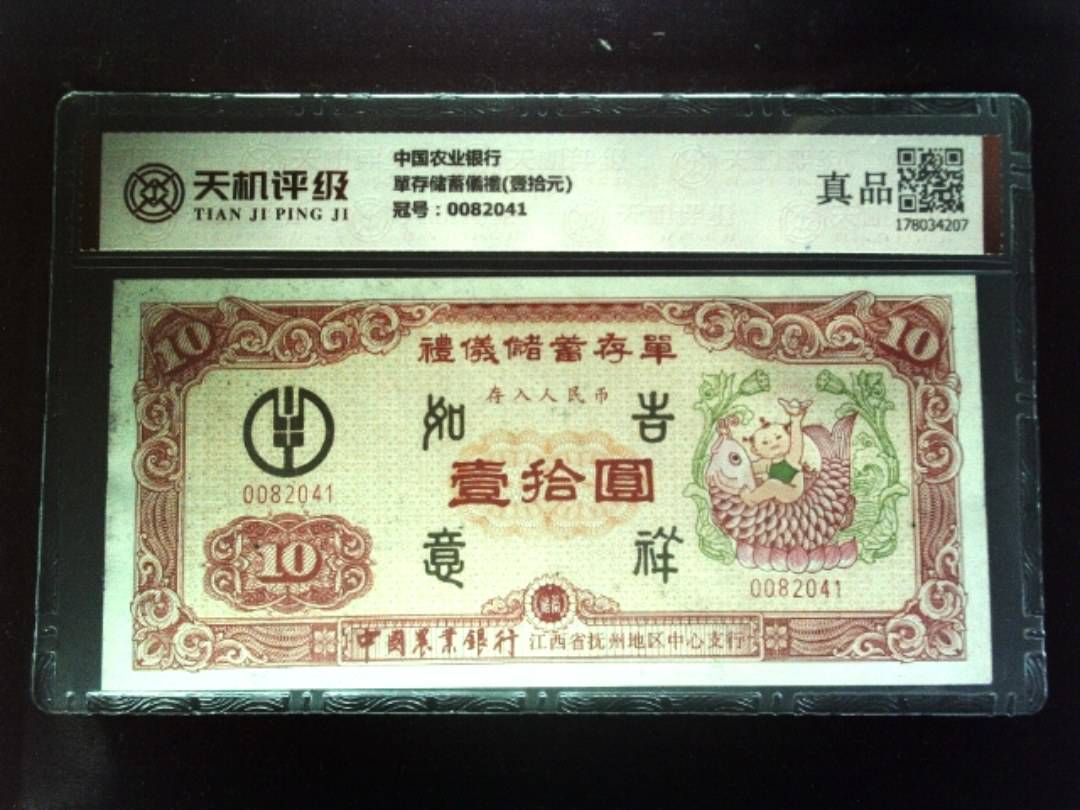 天机评级
TIAN JI PING JI
中国农业银行
單存储蓄儀禮(壹拾元)
冠号：0082041
真品
178034207
10
10
禮儀儲蓄存單
存入人民币
如
吉
壹拾圓
0082041
意
祥
10
0082041
中國農業銀行 江西省抚州地区中心支行